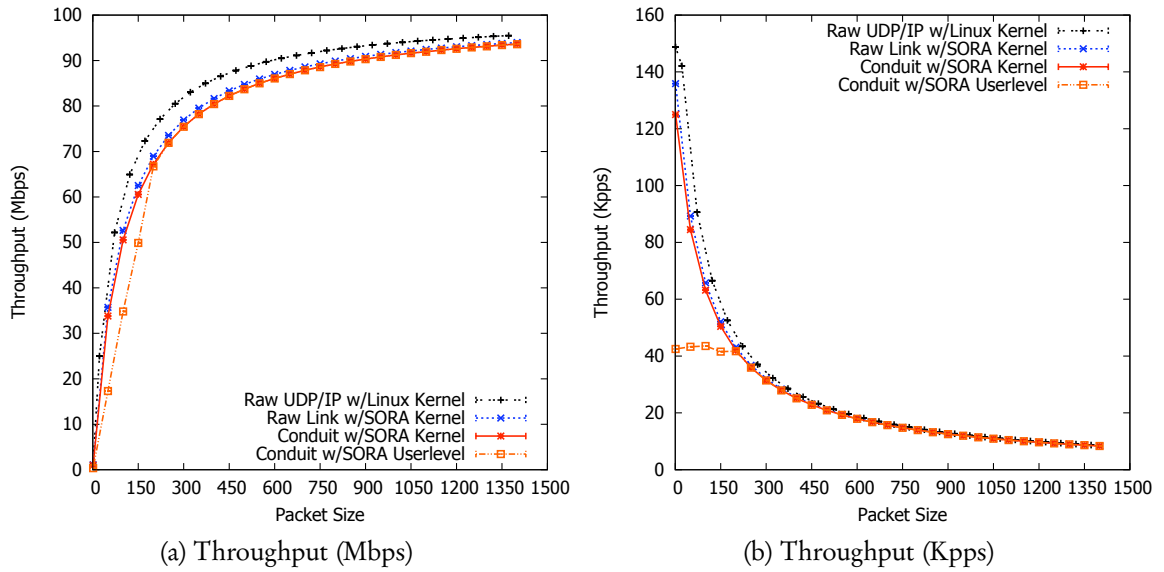 100
90
80
70
60
50
40
30
20
10
0
Throughput (Mbps)
Raw UDP/IP w/Linux Kernel
Raw Link w/SORA Kernel
Conduit w/SORA Kernel
Conduit w/SORA Userlevel
0 150 300 450 600 750 900 1050 1200 1350 1500
Packet Size
(a) Throughput (Mbps)
160
140
120
100
80
60
40
20
0
Throughput (Kpps)
Raw UDP/IP w/Linux Kernel
Raw Link w/SORA Kernel
Conduit w/SORA Kernel
Conduit w/SORA Userlevel
0 150 300 450 600 750 900 1050 1200 1350 1500
Packet Size
(b) Throughput (Kpps)